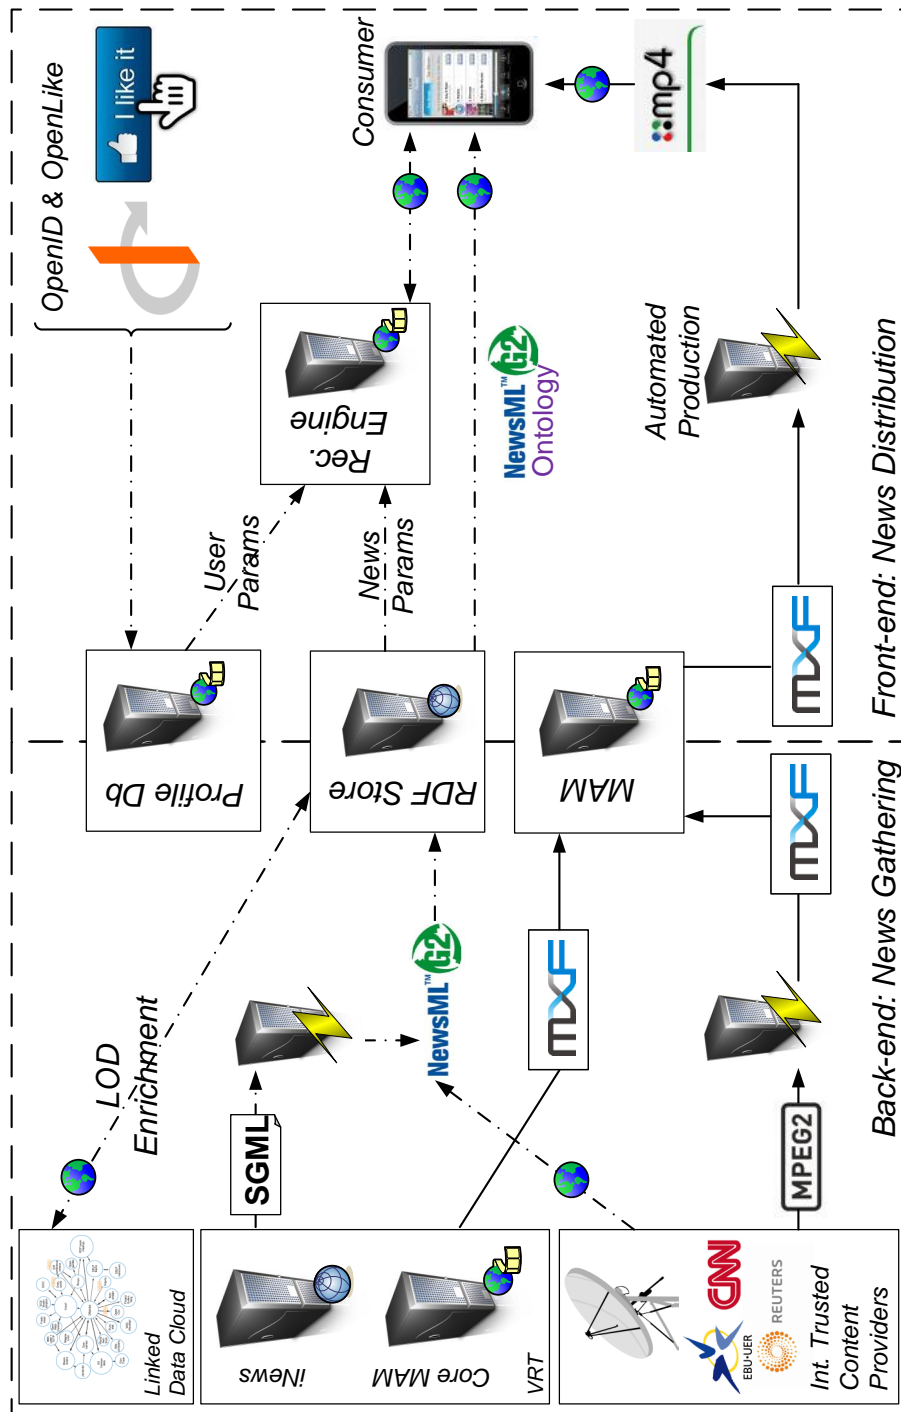 Linked
Data Cloud
LOD
Enrichment
iNews
Core MAM
VRT
SGML
NewsML™ G2
MXF
EBU·UER
CNN
REUTERS
Int. Trusted
Content
Providers
MPEG2
MXF
Back-end: News Gathering
Profile Db
RDF Store
MAM
User
Params
News
Params
OpenID & OpenLike
I like it
Rec.
Engine
NewsML™ G2
Ontology
Consumer
MXF
Automated
Production
mp4
Front-end: News Distribution